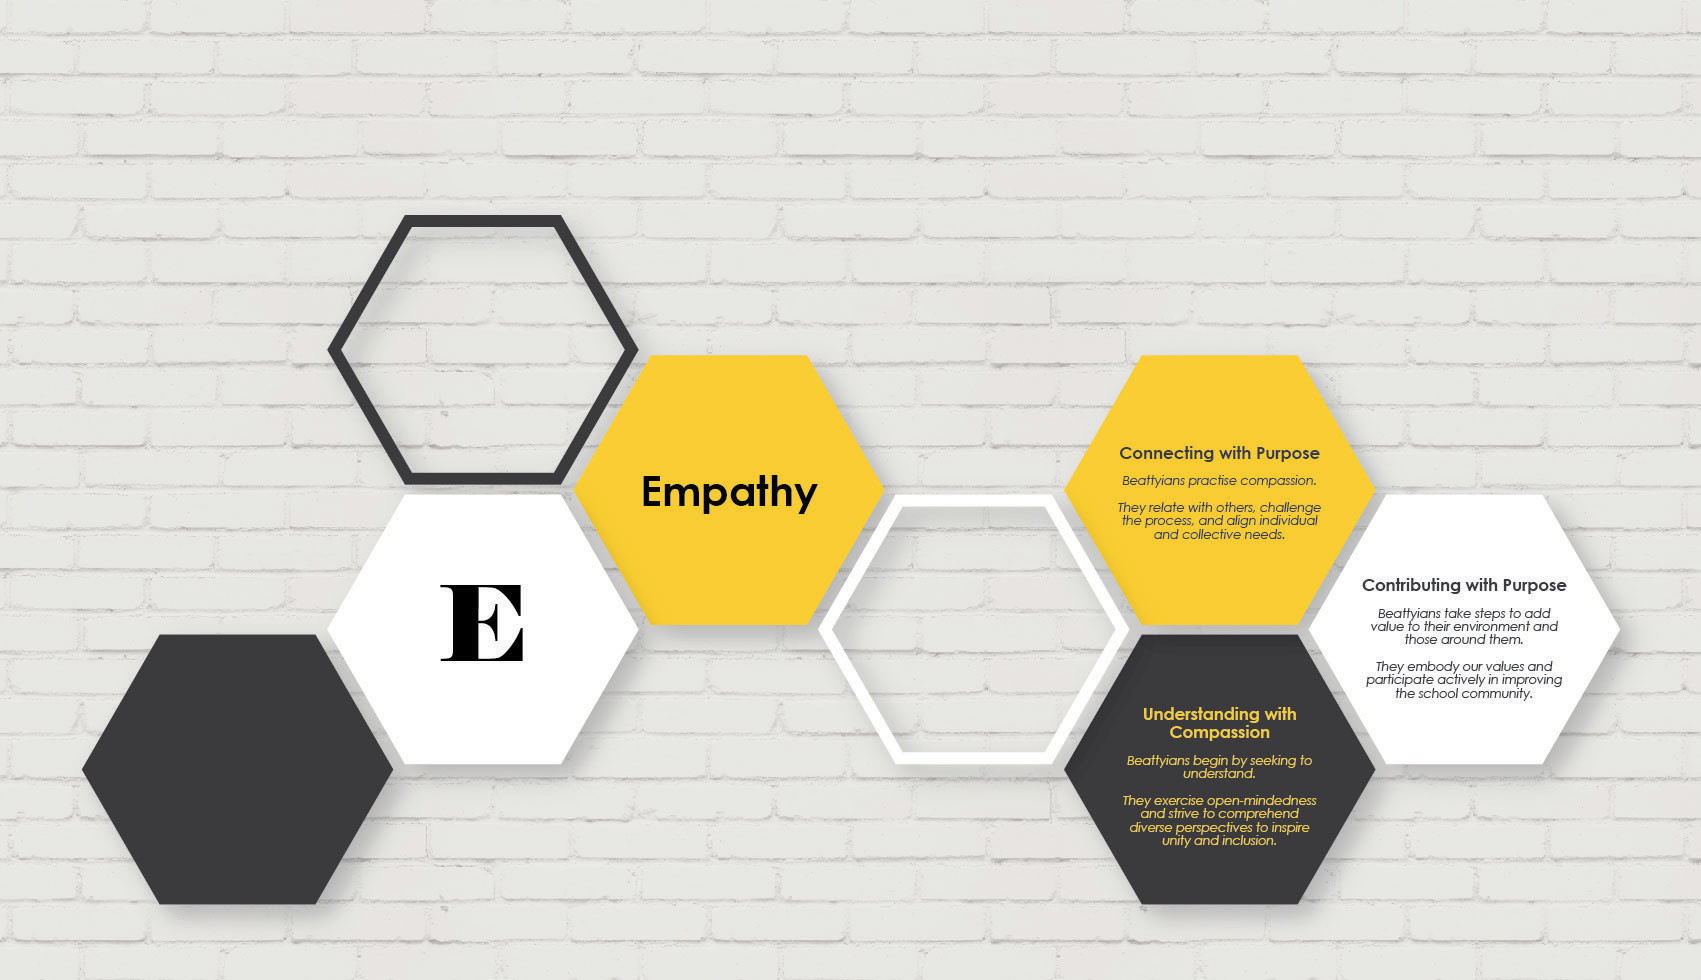 E
Empathy
Connecting with Purpose
Beattyians practise compassion.
They relate with others, challenge
the process, and align individual
and collective needs.
Contributing with Purpose
Beattyians take steps to add
value to their environment and
those around them.
They embody our values and
participate actively in improving
the school community.
Understanding with
Compassion
Beattyians begin by seeking to
understand.
They exercise open-mindedness
and strive to comprehend
diverse perspectives to inspire
unity and inclusion.